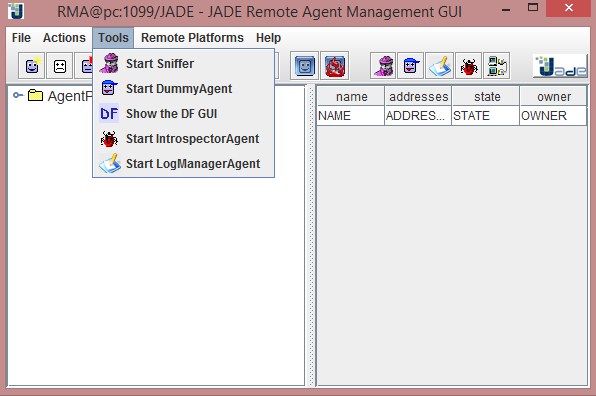 RMA@pc:1099/JADE - JADE Remote Agent Management GUI
File Actions Tools Remote Platforms Help
Start Sniffer
Start DummyAgent
DF Show the DF GUI
Start IntrospectorAgent
Start LogManagerAgent
Jade
AgentP
name addresses state owner
NAME ADDRES... STATE OWNER